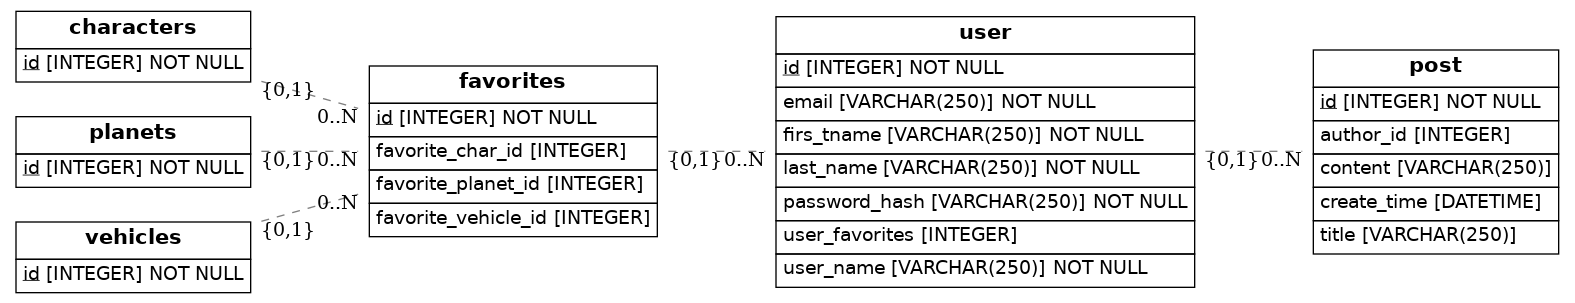 characters
id [INTEGER] NOT NULL
{0,1}
0..N
planets
id [INTEGER] NOT NULL
{0,1}
0..N
vehicles
id [INTEGER] NOT NULL
{0,1}
0..N
favorites
id [INTEGER] NOT NULL
favorite_char_id [INTEGER]
favorite_planet_id [INTEGER]
favorite_vehicle_id [INTEGER]
{0,1}
0..N
user
id [INTEGER] NOT NULL
email [VARCHAR(250)] NOT NULL
firs_tname [VARCHAR(250)] NOT NULL
last_name [VARCHAR(250)] NOT NULL
password_hash [VARCHAR(250)] NOT NULL
user_favorites [INTEGER]
user_name [VARCHAR(250)] NOT NULL
{0,1}
0..N
post
id [INTEGER] NOT NULL
author_id [INTEGER]
content [VARCHAR(250)]
create_time [DATETIME]
title [VARCHAR(250)]